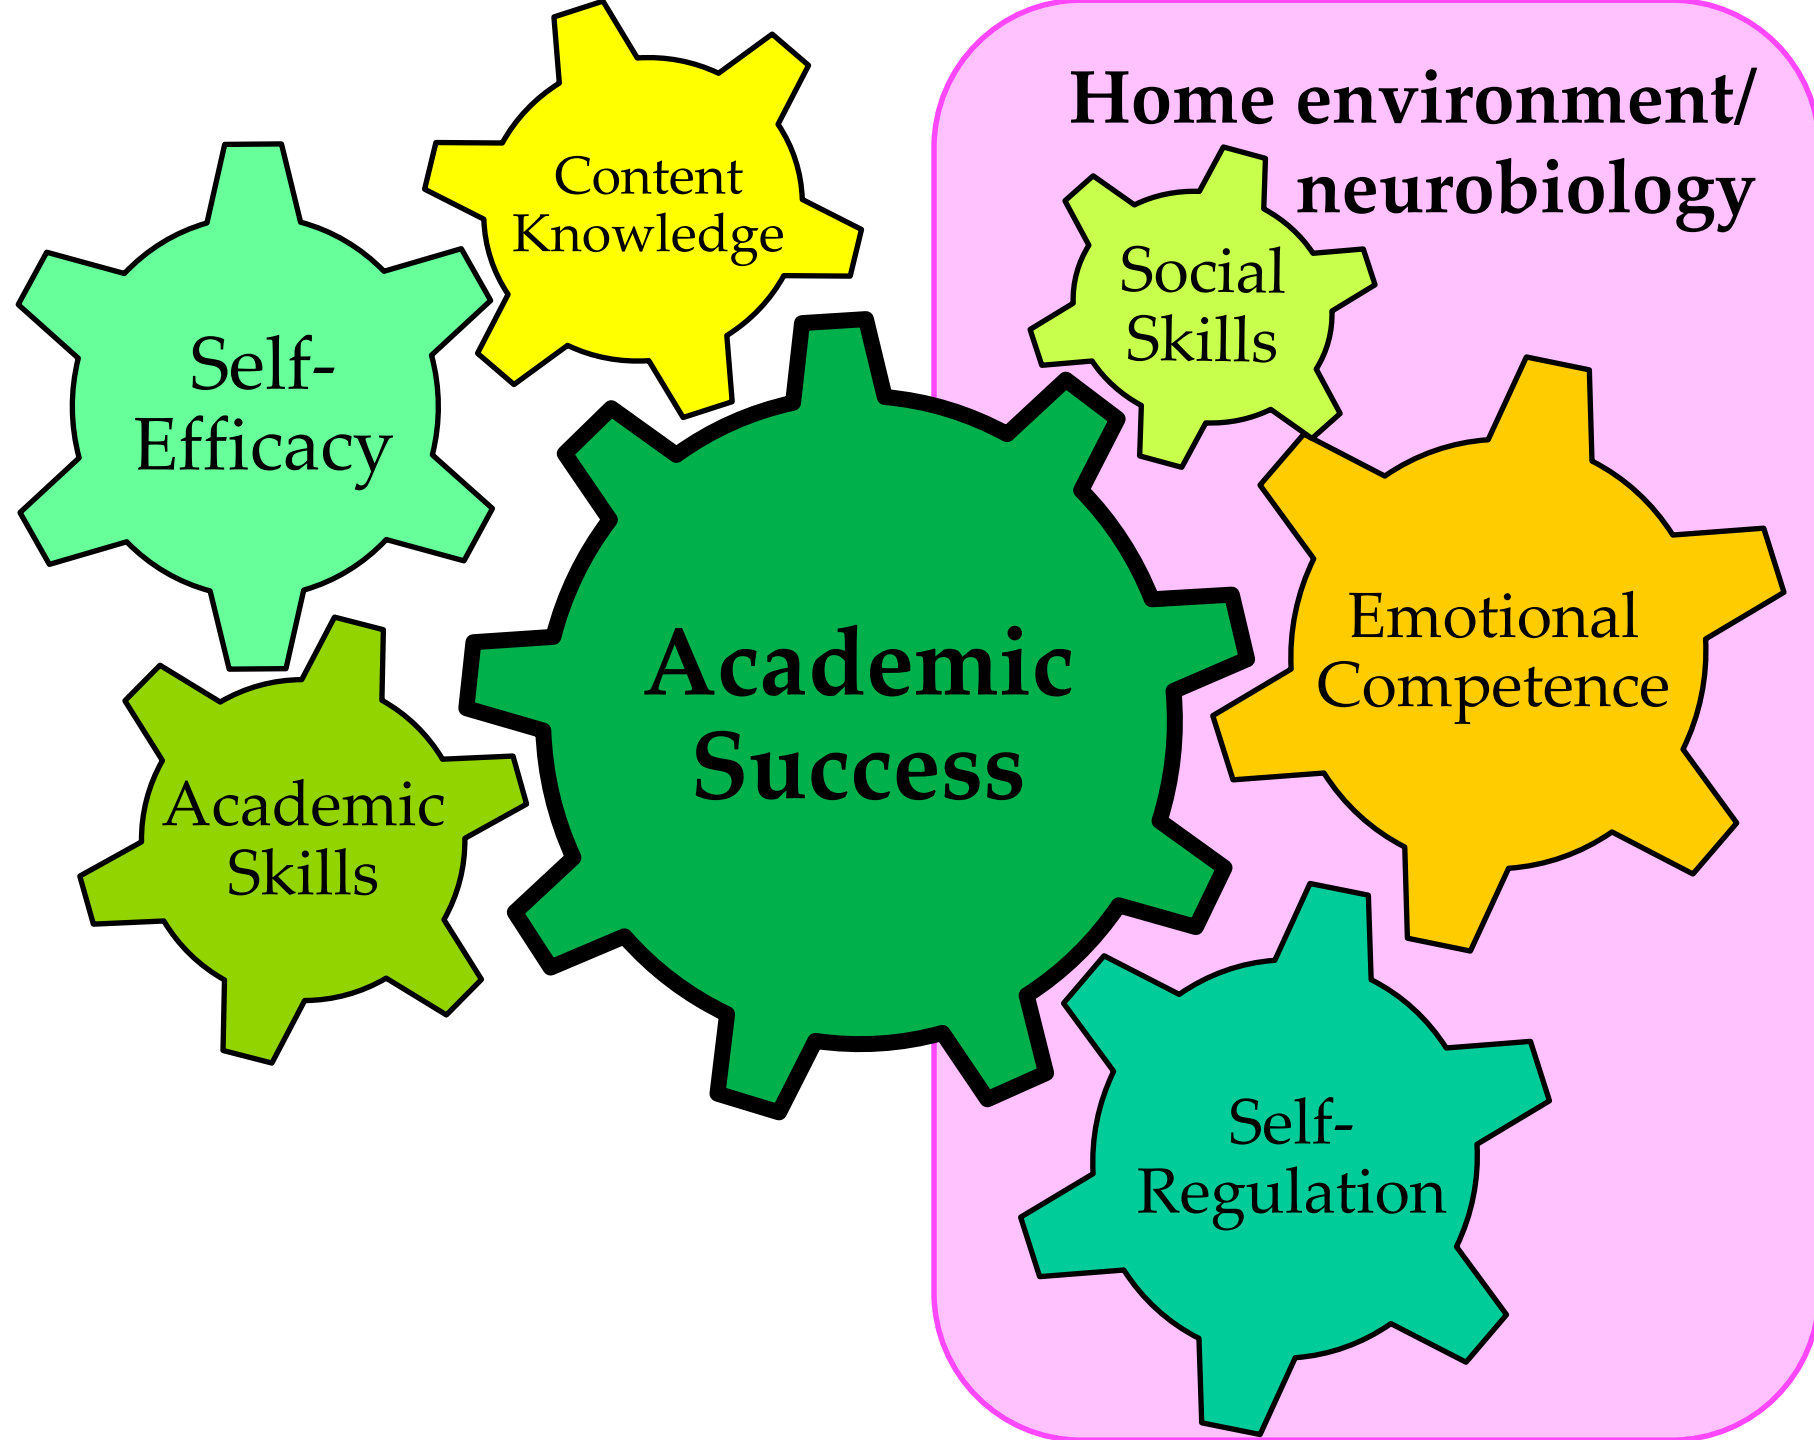 Home environment/
neurobiology
Content
Knowledge
Social
Skills
Self-
Efficacy
Academic
Success
Emotional
Competence
Academic
Skills
Self-
Regulation